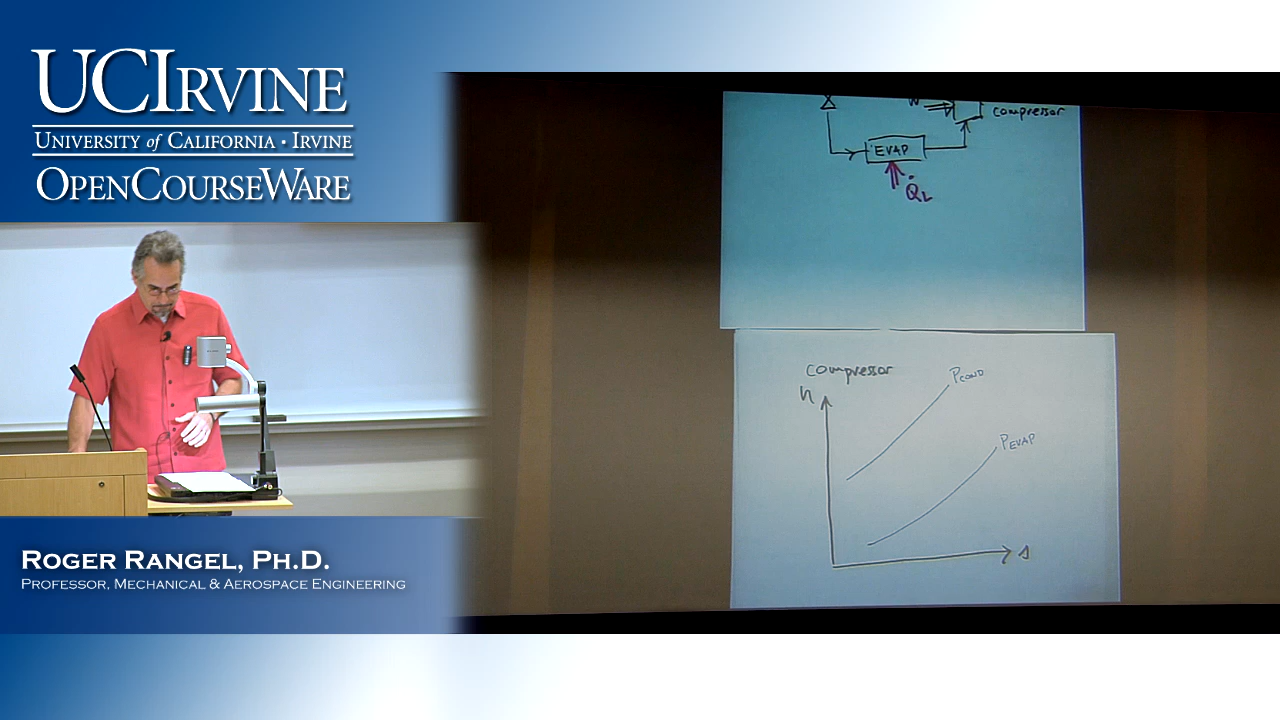 UCIRVINE
UNIVERSITY of CALIFORNIA • IRVINE
OPENCOURSEWARE
W
compressor
EVAP
Q̇L
compressor
h
PCOND
PEVAP
s
ROGER RANGEL, PH.D.
PROFESSOR, MECHANICAL & AEROSPACE ENGINEERING